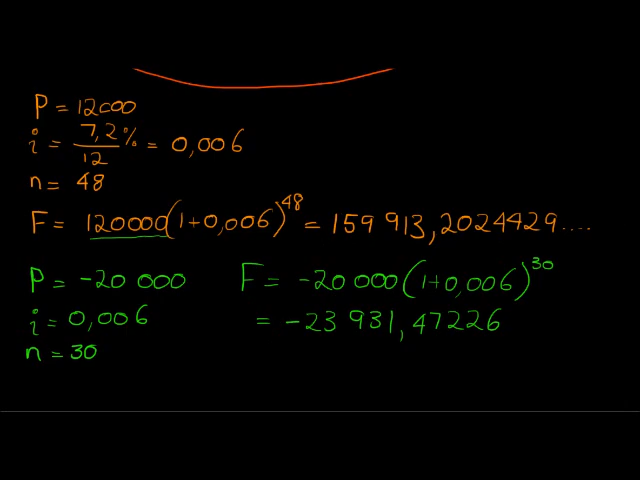 P = 12000
i = 7,2% / 12 = 0,006
n = 48
F = 120000(1+0,006)^48 = 159 913,2024429....
P = -20 000
F = -20 000(1+0,006)^30
i = 0,006
= -23 931,47226
n = 30